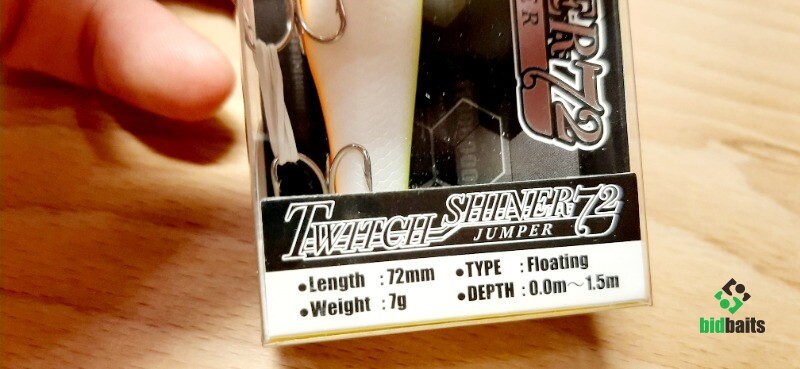 TWITCH SHINER 72
JUMPER
•Length : 72mm
•Weight : 7g
•TYPE : Floating
•DEPTH : 0.0m～1.5m
bidbaits